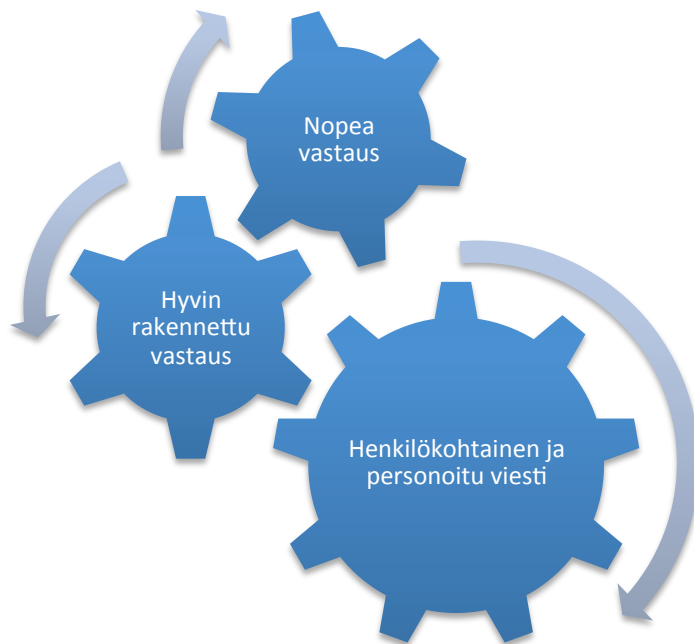 Nopea
vastaus
Hyvin
rakennettu
vastaus
Henkilökohtainen ja
personoitu viesti